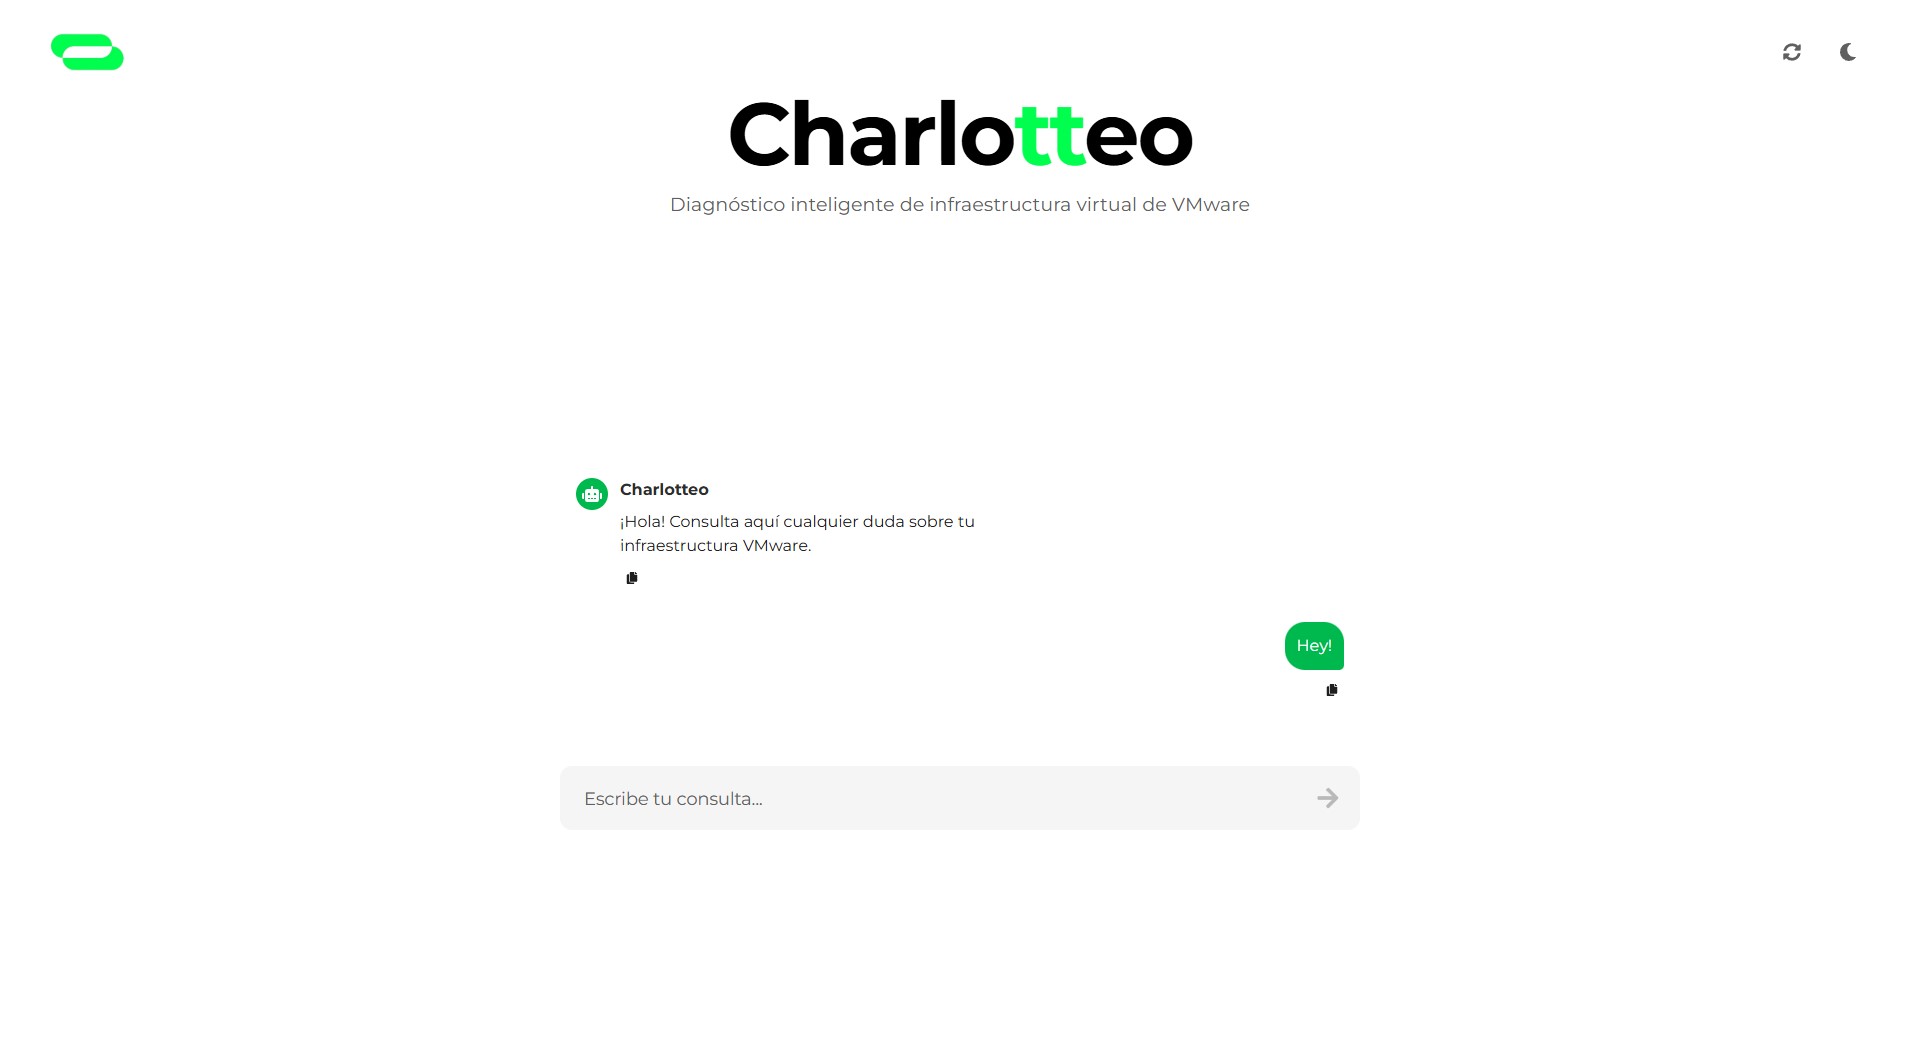 Charlotteo
Diagnóstico inteligente de infraestructura virtual de VMware
Charlotteo
¡Hola! Consulta aquí cualquier duda sobre tu
infraestructura VMware.
Hey!
Escribe tu consulta...